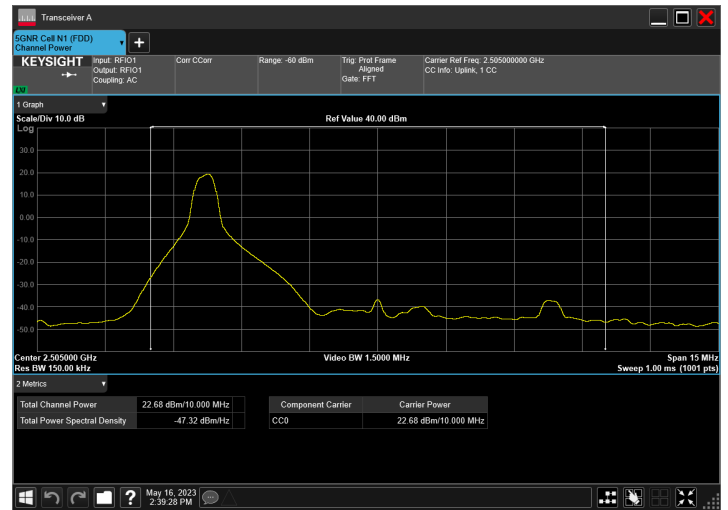 Transceiver A
5GNR Cell N1 (FDD)
Channel Power
KEYSIGHT
LXI
Input: RFIO1
Output: RFIO1
Coupling: AC
Corr CCorr
Range: -60 dBm
Trig: Prot Frame
Aligned
Gate: FFT
Carrier Ref Freq: 2.505000000 GHz
CC Info: Uplink, 1 CC
1 Graph
Scale/Div 10.0 dB
Ref Value 40.00 dBm
Log
30.0
20.0
10.0
0.00
-10.0
-20.0
-30.0
-40.0
-50.0
Center 2.505000 GHz
Video BW 1.5000 MHz
Span 15 MHz
Res BW 150.00 kHz
Sweep 1.00 ms (1001 pts)
2 Metrics
Total Channel Power 22.68 dBm/10.000 MHz
Total Power Spectral Density -47.32 dBm/Hz
Component Carrier Carrier Power
CC0 22.68 dBm/10.000 MHz
?
May 16, 2023
2:39:28 PM